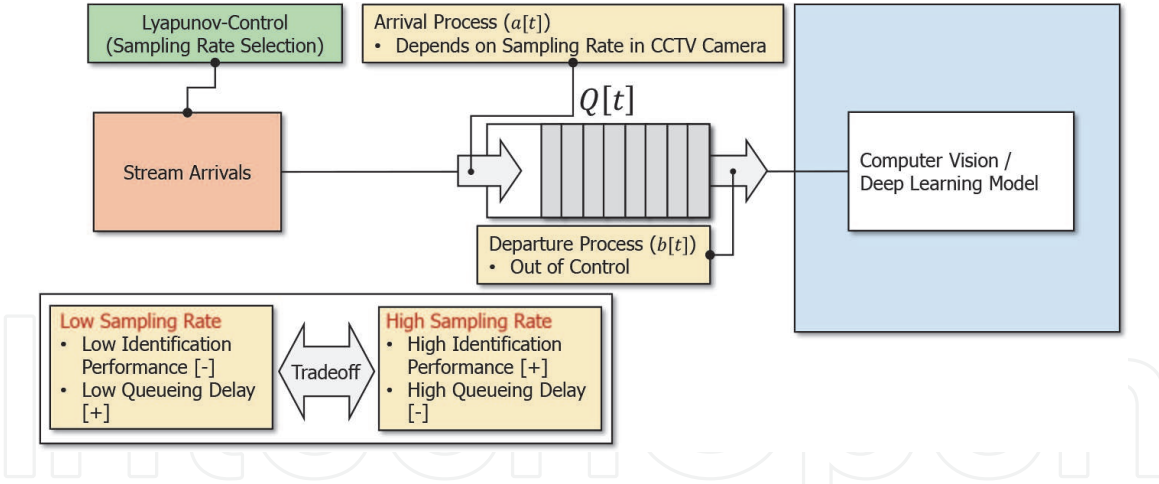 Lyapunov-Control
(Sampling Rate Selection)
Arrival Process (a[t])
• Depends on Sampling Rate in CCTV Camera
Q[t]
Stream Arrivals
Computer Vision /
Deep Learning Model
Departure Process (b[t])
• Out of Control
Low Sampling Rate
• Low Identification
Performance [-]
• Low Queueing Delay
[+]
Tradeoff
High Sampling Rate
• High Identification
Performance [+]
• High Queueing Delay
[-]
IntechOpen